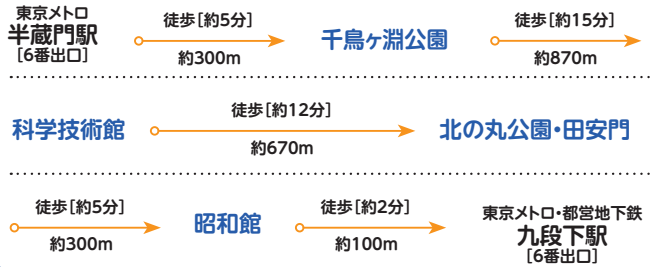 東京メトロ
半蔵門駅
[6番出口]
徒歩[約5分]
約300m
千鳥ヶ淵公園
徒歩[約15分]
約870m
科学技術館
徒歩[約12分]
約670m
北の丸公園・田安門
徒歩[約5分]
約300m
昭和館
徒歩[約2分]
約100m
東京メトロ・都営地下鉄
九段下駅
[6番出口]